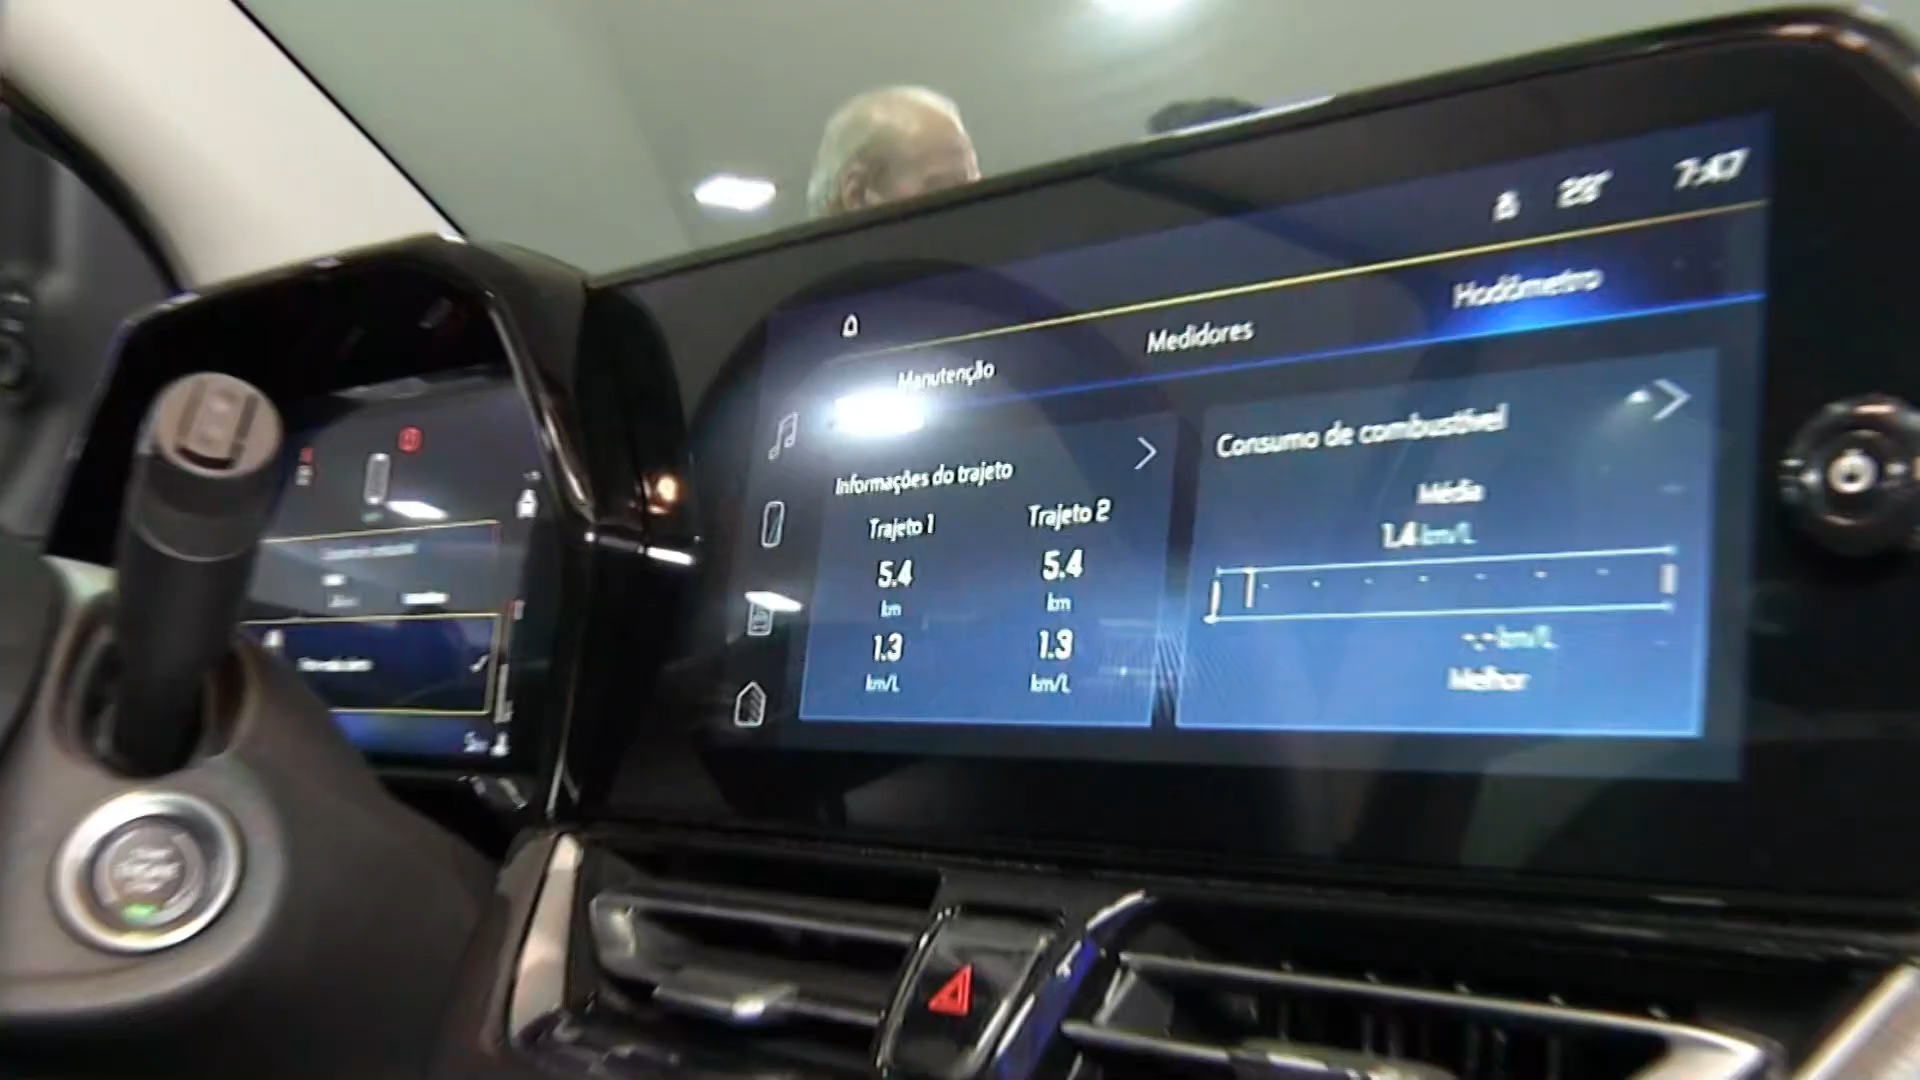 7:47
Hodômetro
Medidores
Manutenção
Informações do trajeto
Trajeto 1 Trajeto 2
5.4 5.4
km km
1.3 1.3
km/L km/L
Consumo de combustível
Média
1.4 km/L
-.- km/L
Melhor